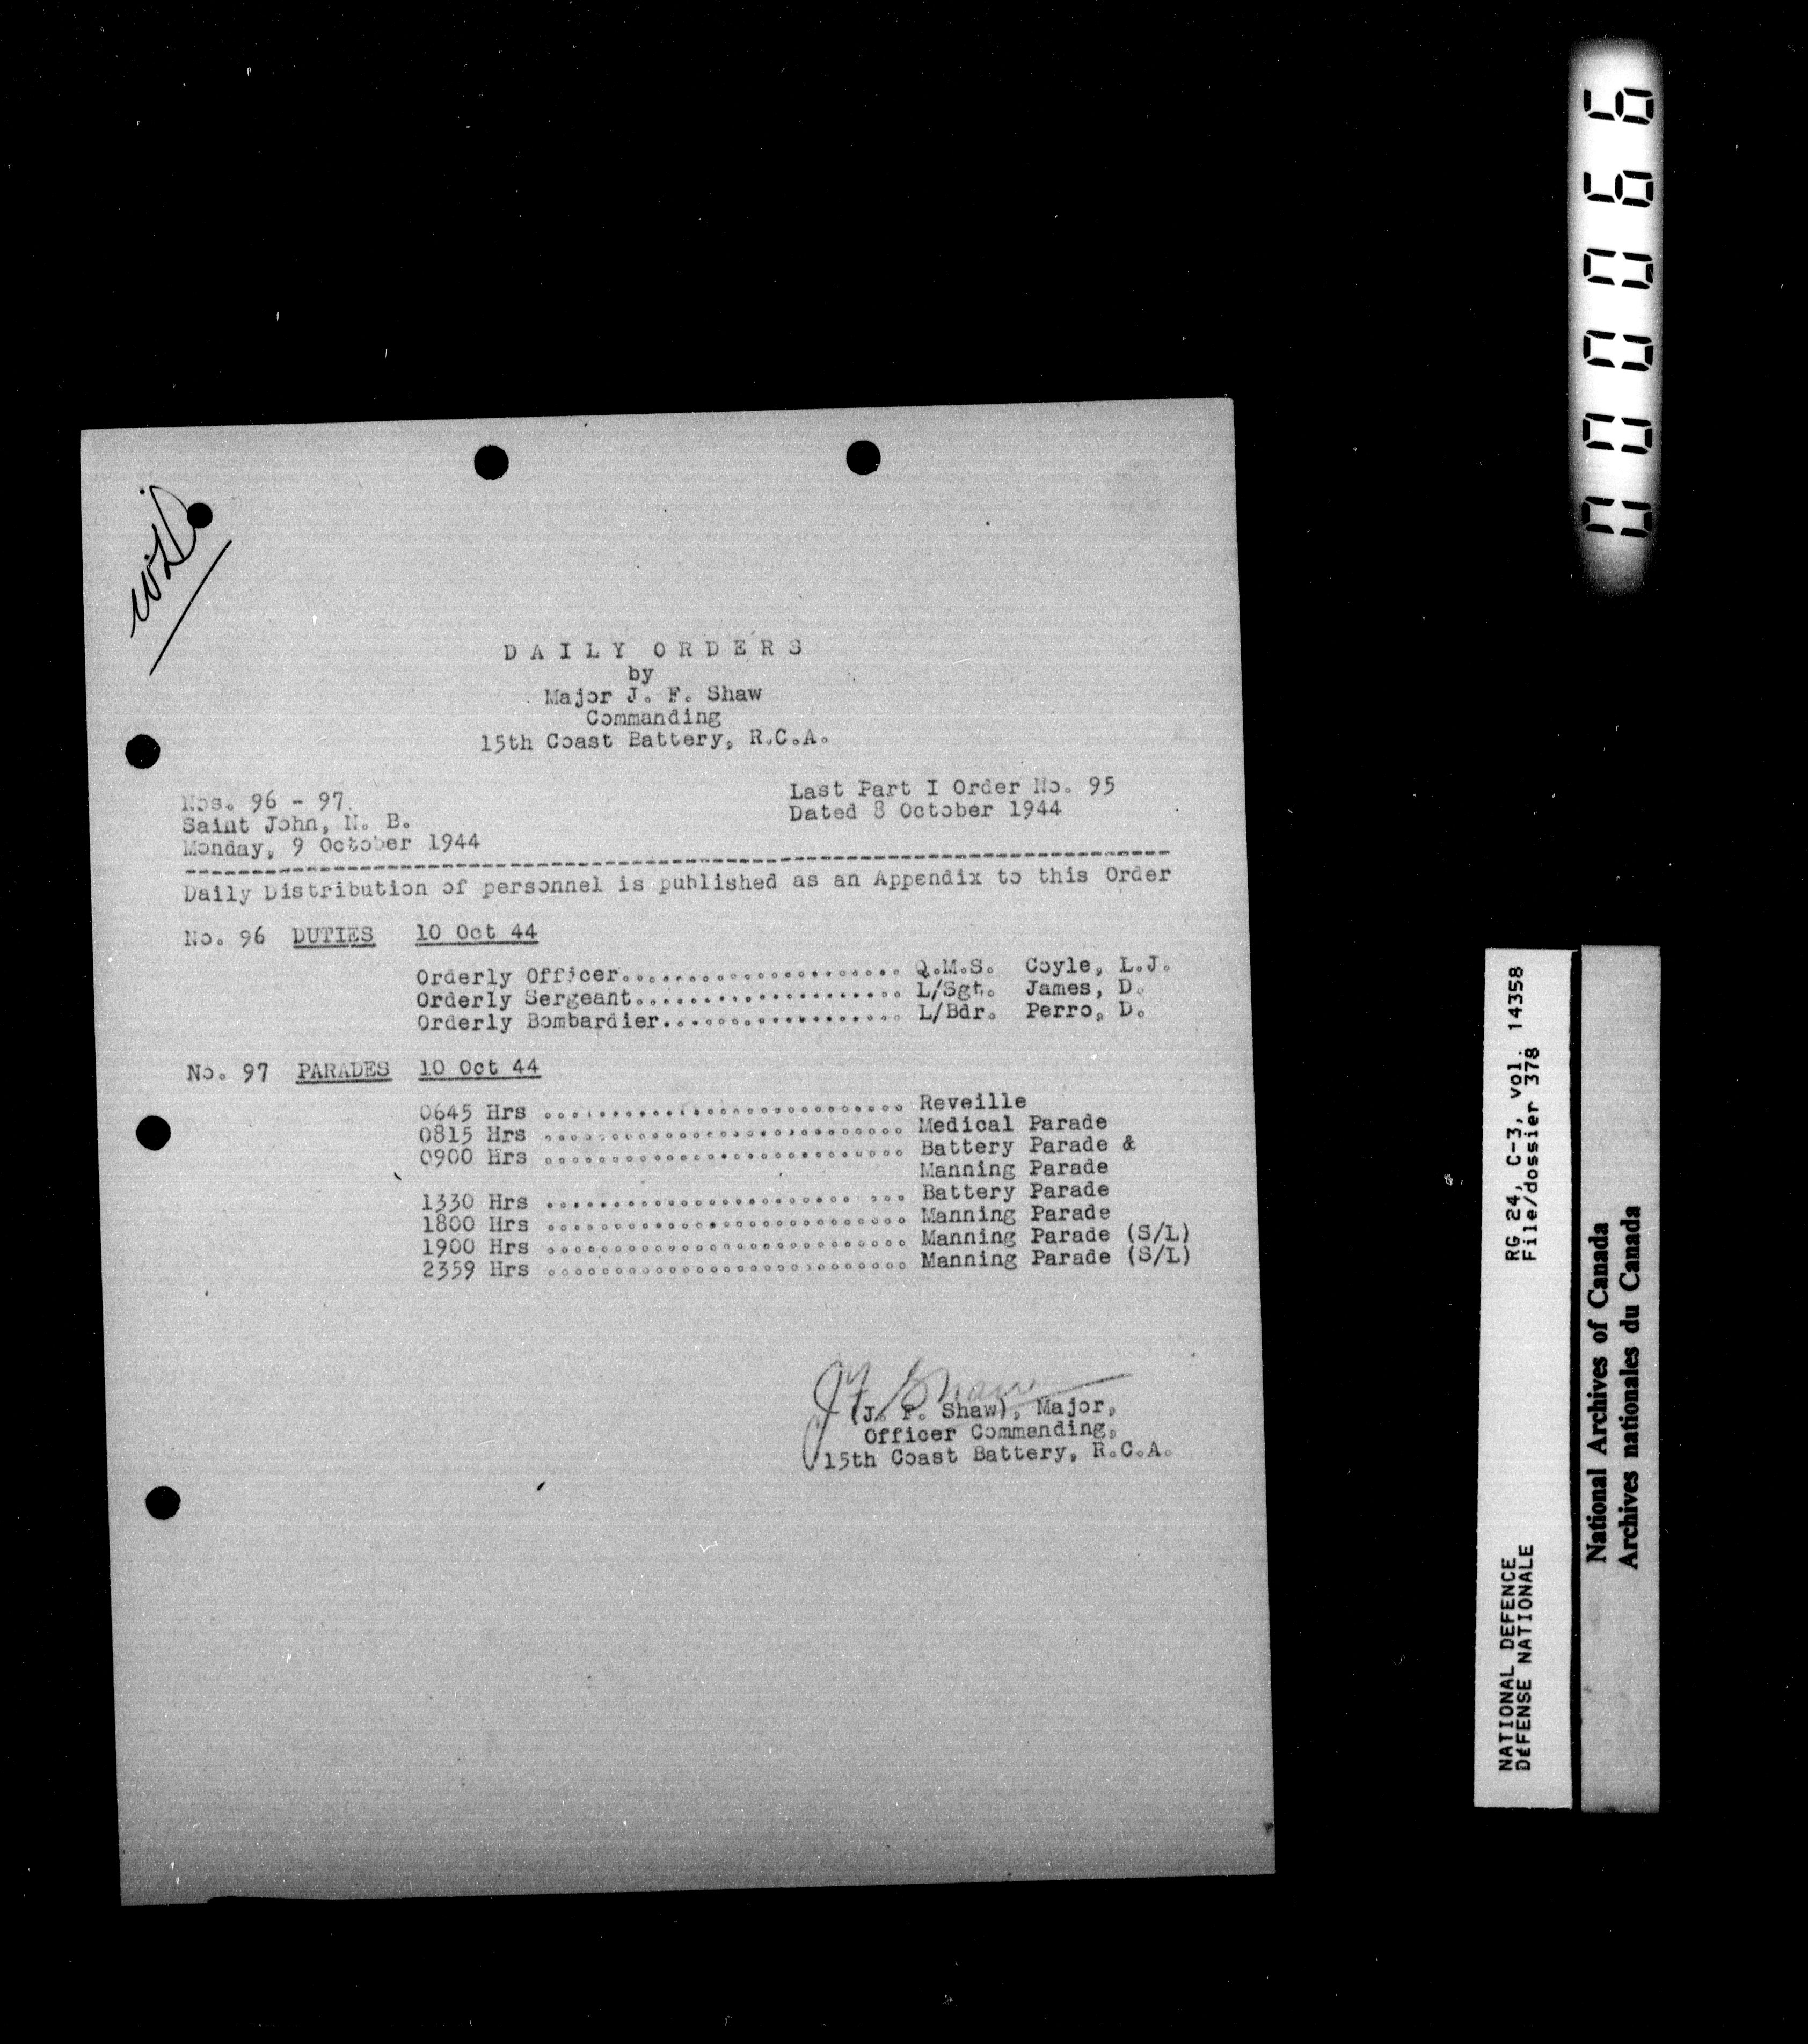 DAILY ORDERS
by
Major J. F. Shaw
Commanding
15th Coast Battery, R.C.A.
Nos. 96 - 97.
Saint John, N. B.
Monday, 9 October 1944
Last Part I Order No. 95
Dated 8 October 1944
Daily Distribution of personnel is published as an Appendix to this Order
No. 96 DUTIES 10 Oct 44
Orderly Officer..................... Q.M.S. Coyle, L.J.
Orderly Sergeant.................... L/Sgt. James, D.
Orderly Bombardier.................. L/Bdr. Perro, D.
No. 97 PARADES 10 Oct 44
0645 Hrs ........................... Reveille
0815 Hrs ........................... Medical Parade
0900 Hrs ........................... Battery Parade &
Manning Parade
1330 Hrs ........................... Battery Parade
1800 Hrs ........................... Manning Parade
1900 Hrs ........................... Manning Parade (S/L)
2359 Hrs ........................... Manning Parade (S/L)
J F Shaw
(J. F. Shaw), Major,
Officer Commanding,
15th Coast Battery, R.C.A.
000066
NATIONAL DEFENCE RG 24, C-3, vol. 14358
DÉFENSE NATIONALE File/dossier 378
National Archives of Canada
Archives nationales du Canada